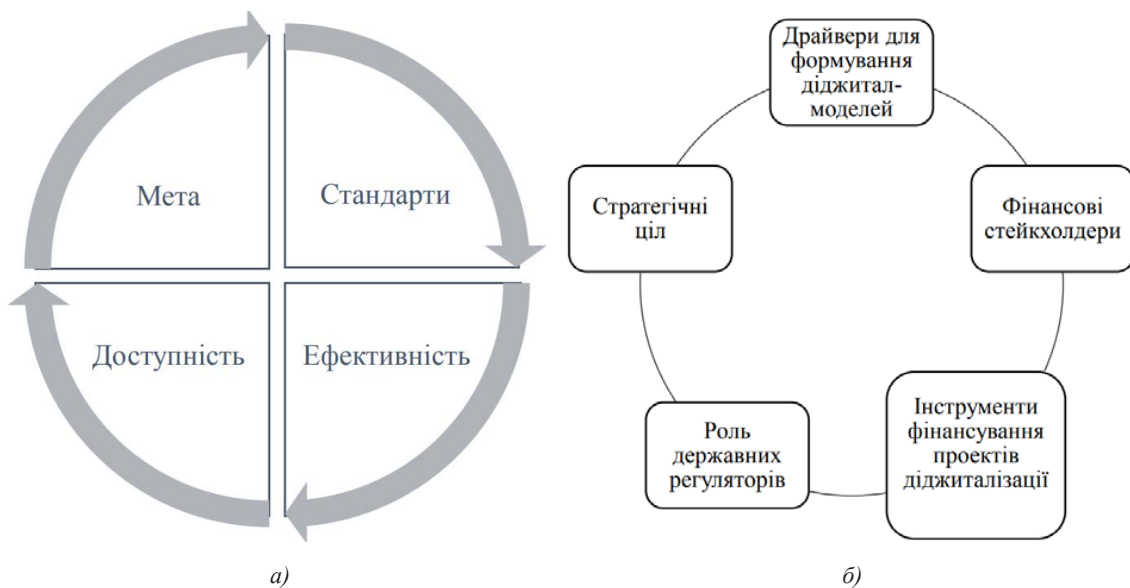 Мета
Стандарти
Доступність
Ефективність
а)
Драйвери для
формування
діджитал-
моделей
Стратегічні
ціл
Фінансові
стейкхолдери
Роль
державних
регуляторів
Інструменти
фінансування
проектів
діджиталізації
б)